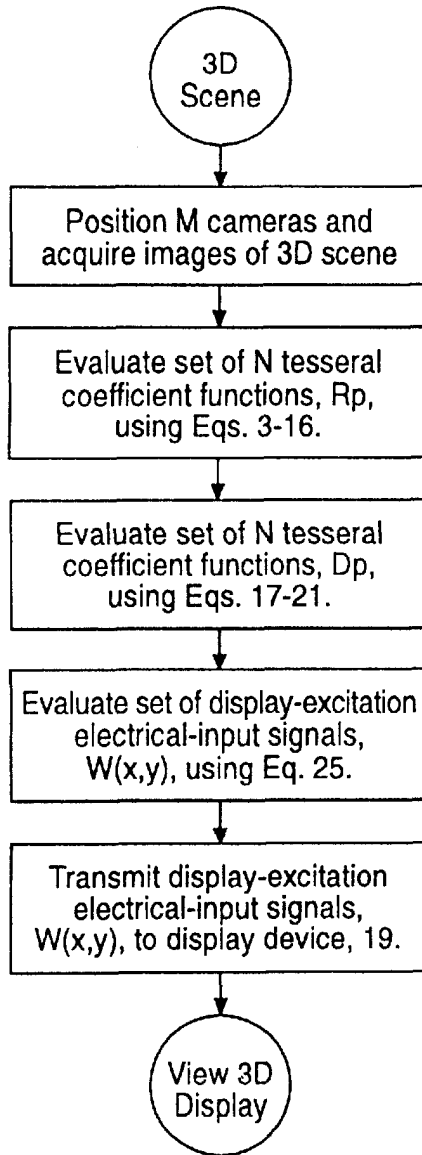 3D
Scene
Position M cameras and
acquire images of 3D scene
Evaluate set of N tesseral
coefficient functions, Rp,
using Eqs. 3-16.
Evaluate set of N tesseral
coefficient functions, Dp,
using Eqs. 17-21.
Evaluate set of display-excitation
electrical-input signals,
W(x,y), using Eq. 25.
Transmit display-excitation
electrical-input signals,
W(x,y), to display device, 19.
View 3D
Display